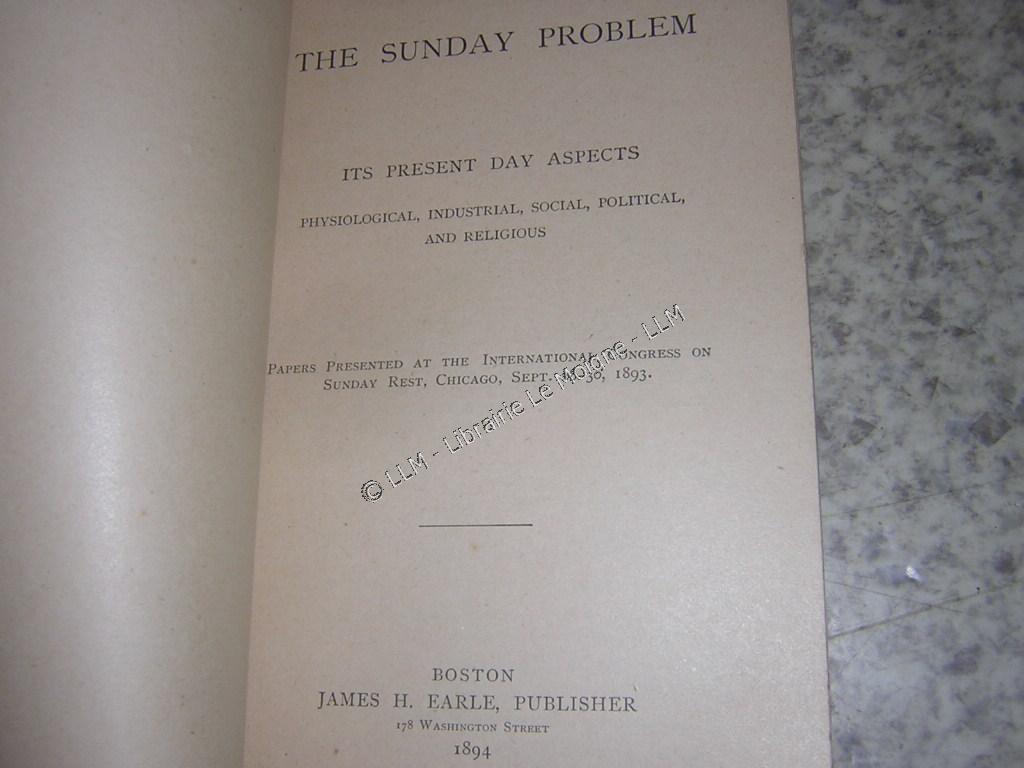 THE SUNDAY PROBLEM
ITS PRESENT DAY ASPECTS
PHYSIOLOGICAL, INDUSTRIAL, SOCIAL, POLITICAL,
AND RELIGIOUS
PAPERS PRESENTED AT THE INTERNATIONAL CONGRESS ON
SUNDAY REST, CHICAGO, SEPT. 30, 1893.
© LLM - Librairie Le Moigne - LLM
BOSTON
JAMES H. EARLE, PUBLISHER
178 WASHINGTON STREET
1894